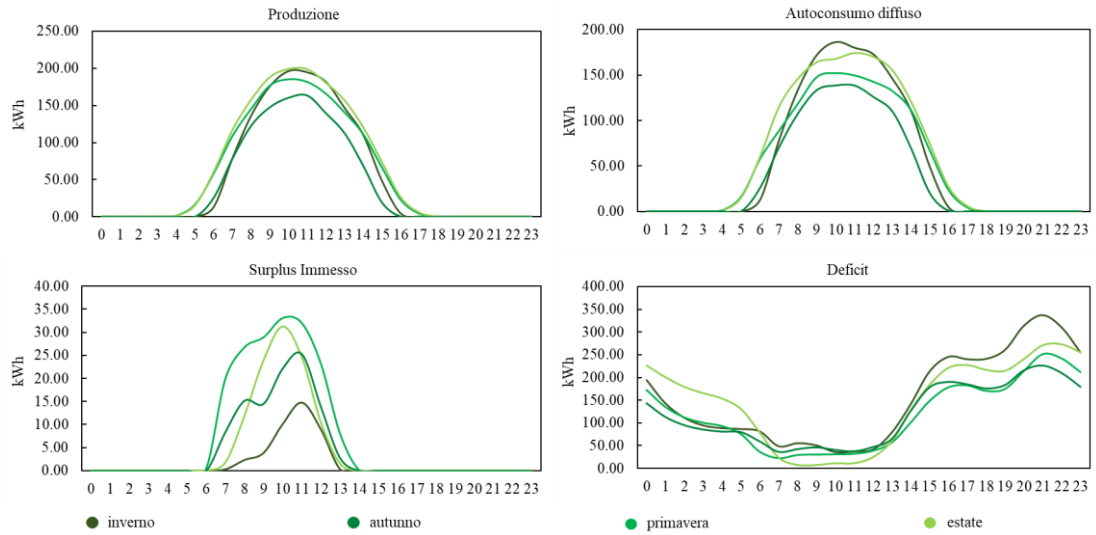 Produzione
250.00
200.00
150.00
100.00
50.00
0.00
kWh
0 1 2 3 4 5 6 7 8 9 10 11 12 13 14 15 16 17 18 19 20 21 22 23
Autoconsumo diffuso
200.00
150.00
100.00
50.00
0.00
kWh
0 1 2 3 4 5 6 7 8 9 10 11 12 13 14 15 16 17 18 19 20 21 22 23
Surplus Immesso
40.00
35.00
30.00
25.00
20.00
15.00
10.00
5.00
0.00
kWh
0 1 2 3 4 5 6 7 8 9 10 11 12 13 14 15 16 17 18 19 20 21 22 23
Deficit
400.00
350.00
300.00
250.00
200.00
150.00
100.00
50.00
0.00
kWh
0 1 2 3 4 5 6 7 8 9 10 11 12 13 14 15 16 17 18 19 20 21 22 23
inverno autunno primavera estate